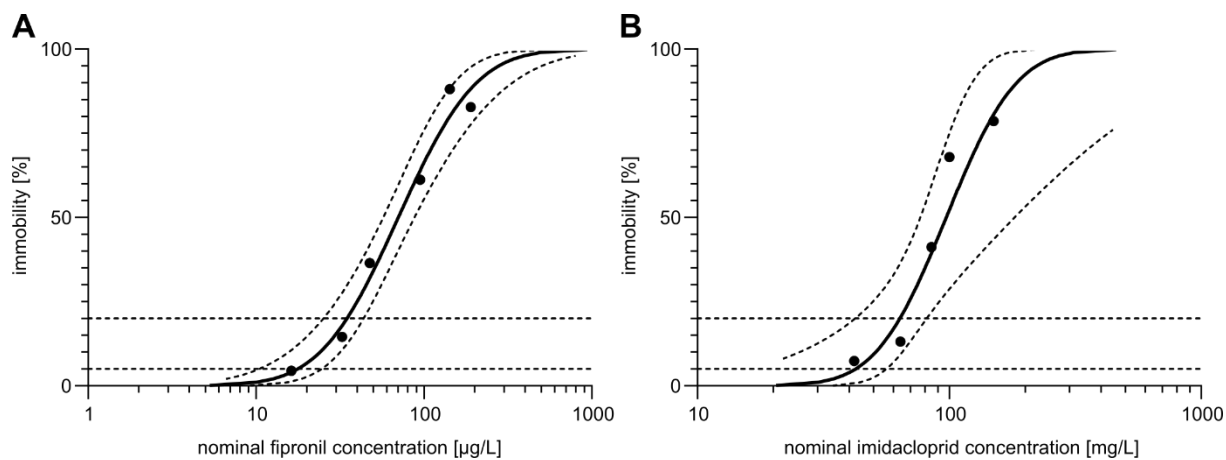 A
B
100
50
0
immobility [%]
1
10
100
1000
nominal fipronil concentration [µg/L]
100
50
0
immobility [%]
10
100
1000
nominal imidacloprid concentration [mg/L]